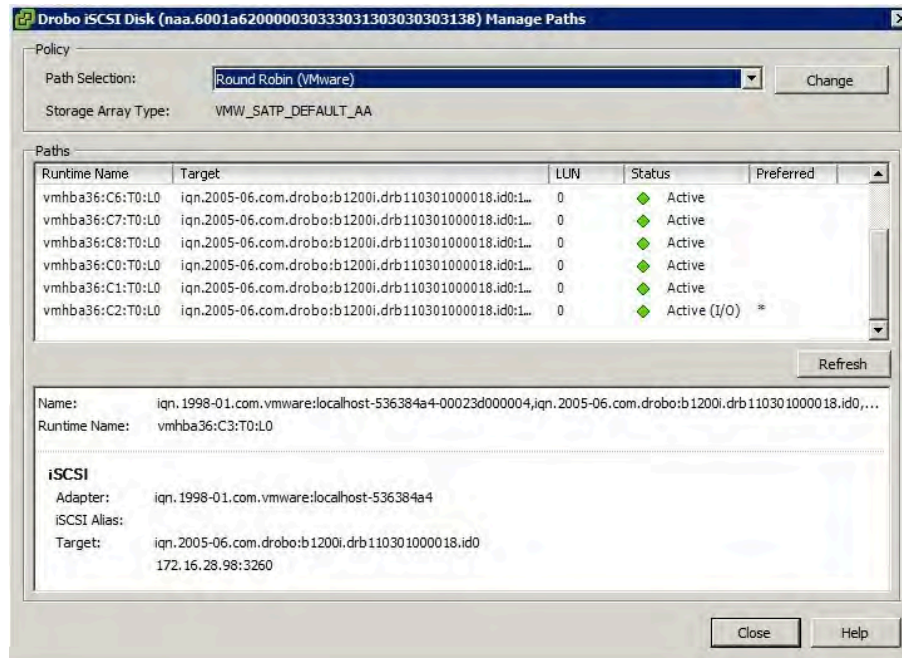 Drobo iSCSI Disk (naa.6001a62000003033303130303030303138) Manage Paths
Policy
Path Selection: Round Robin (VMware) Change
Storage Array Type: VMW_SATP_DEFAULT_AA
Paths
Runtime Name Target LUN Status Preferred
vmhba36:C6:T0:L0 iqn.2005-06.com.drobo:b1200i.drb110301000018.id0:1... 0 Active
vmhba36:C7:T0:L0 iqn.2005-06.com.drobo:b1200i.drb110301000018.id0:1... 0 Active
vmhba36:C8:T0:L0 iqn.2005-06.com.drobo:b1200i.drb110301000018.id0:1... 0 Active
vmhba36:C0:T0:L0 iqn.2005-06.com.drobo:b1200i.drb110301000018.id0:1... 0 Active
vmhba36:C1:T0:L0 iqn.2005-06.com.drobo:b1200i.drb110301000018.id0:1... 0 Active
vmhba36:C2:T0:L0 iqn.2005-06.com.drobo:b1200i.drb110301000018.id0:1... 0 Active (I/O) *
Refresh
Name: iqn.1998-01.com.vmware:localhost-536384a4-00023d000004,iqn.2005-06.com.drobo:b1200i.drb110301000018.id0,...
Runtime Name: vmhba36:C3:T0:L0
iSCSI
Adapter: iqn.1998-01.com.vmware:localhost-536384a4
iSCSI Alias:
Target: iqn.2005-06.com.drobo:b1200i.drb110301000018.id0
172.16.28.98:3260
Close Help